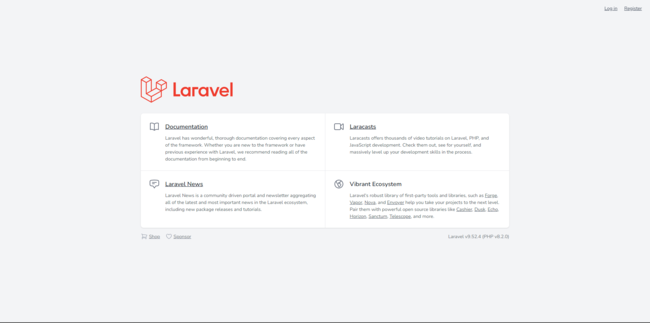 Log in Register
Laravel
Documentation
Laravel has wonderful, thorough documentation covering every aspect
of the framework. Whether you are new to the framework or have
previous experience with Laravel, we recommend reading all of the
documentation from beginning to end.
Laracasts
Laracasts offers thousands of video tutorials on Laravel, PHP, and
JavaScript development. Check them out, see for yourself, and
massively level up your development skills in the process.
Laravel News
Laravel News is a community driven portal and newsletter aggregating
all of the latest and most important news in the Laravel ecosystem,
including new package releases and tutorials.
Vibrant Ecosystem
Laravel's robust library of first-party tools and libraries, such as Forge,
Vapor, Nova, and Envoyer help you take your projects to the next level.
Pair them with powerful open source libraries like Cashier, Dusk, Echo,
Horizon, Sanctum, Telescope, and more.
Shop Sponsor
Laravel v9.52.4 (PHP v8.2.0)